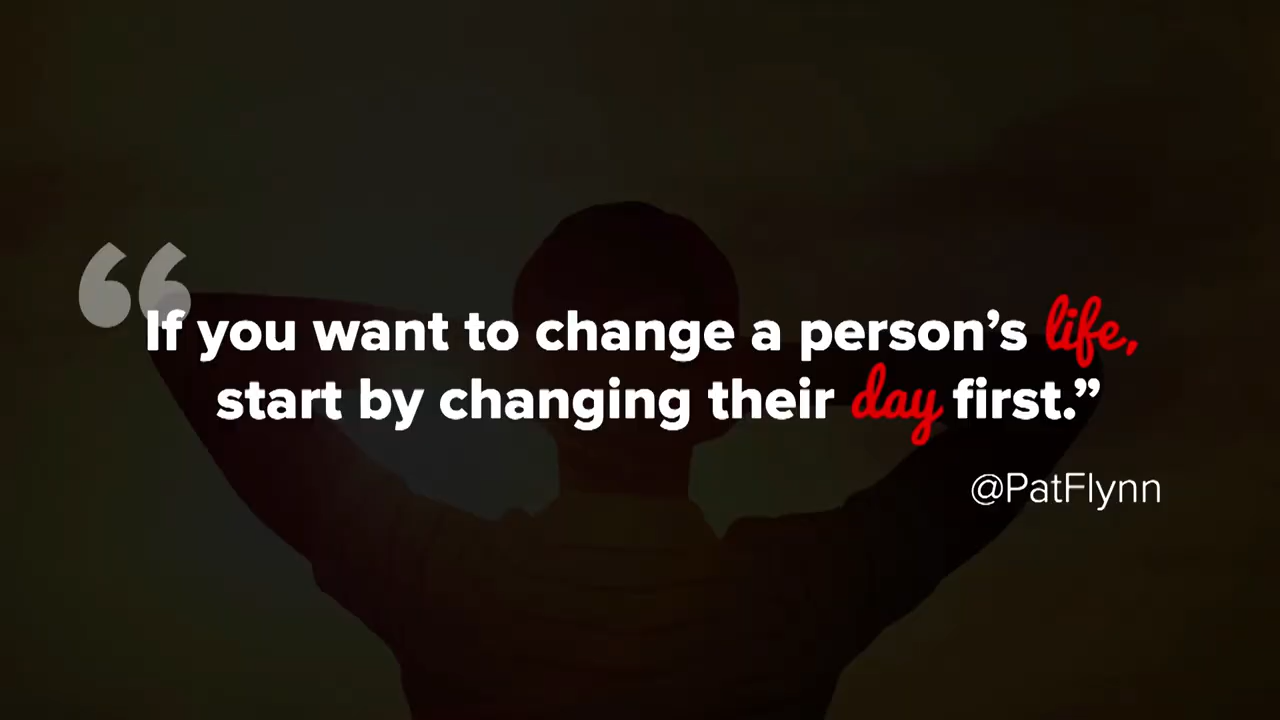 “If you want to change a person’s life,
start by changing their day first.”
@PatFlynn